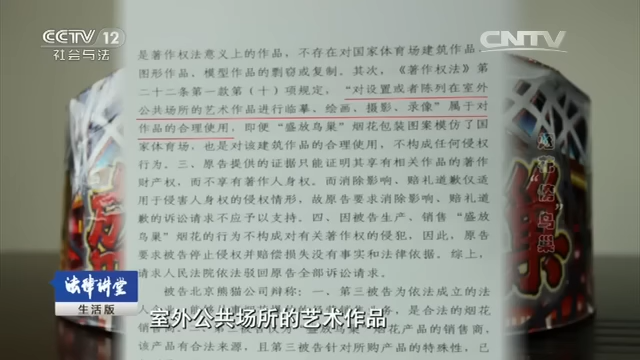 CCTV 12
社会与法
CNTV
是著作权法意义上的作品，不存在对国家体育场建筑作品、
图形作品、模型作品的剽窃或复制。其次，《著作权法》第
二十二条第一款第（十）项规定，“对设置或者陈列在室外
公共场所的艺术作品进行临摹、绘画、摄影、录像”属于对
作品的合理使用，即便“盛放鸟巢”烟花包装图案模仿了国
家体育场，也是对该建筑作品的合理使用，不构成任何侵权
行为。三、原告提供的证据只能证明其享有相关作品的著作
财产权，而不享有著作人身权。而消除影响、赔礼道歉仅适
用于侵害人身权的侵权情形，故原告要求消除影响、赔礼道
歉的诉讼请求不应予以支持。四、因被告生产、销售“盛放
鸟巢”烟花的行为不构成对有关著作权的侵犯，因此，原告
要求被告停止侵权并赔偿损失没有事实和法律依据。综上，
请求人民法院依法驳回原告全部诉讼请求。
被告北京熊猫公司辩称：一、第三被告为依法成立的法
该产品有合法来源，且第三被告对所购产品的特殊性，已
烟花“傍”鸟巢
法律讲堂
生活版
室外公共场所的艺术作品